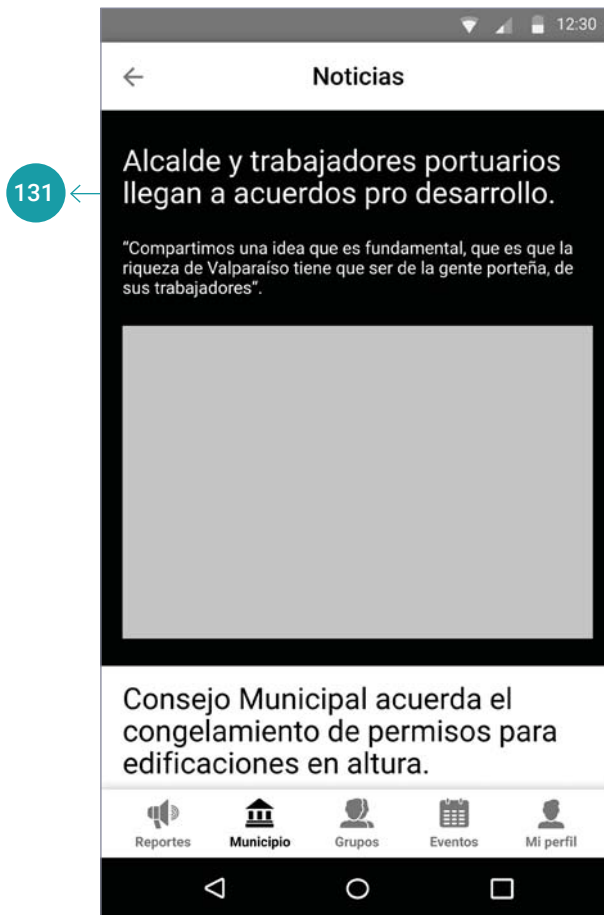 12:30
Noticias
131
Alcalde y trabajadores portuarios
llegan a acuerdos pro desarrollo.
“Compartimos una idea que es fundamental, que es que la
riqueza de Valparaíso tiene que ser de la gente porteña, de
sus trabajadores“.
Consejo Municipal acuerda el
congelamiento de permisos para
edificaciones en altura.
Reportes Municipio Grupos Eventos Mi perfil